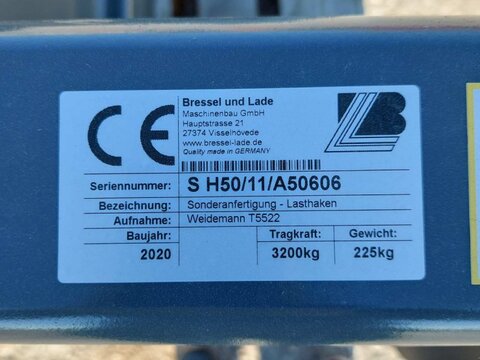 CE
Bressel und Lade
Maschinenbau GmbH
Hauptstrasse 21
27374 Visselhövede
www.bressel-lade.de
Quality made in GERMANY
Seriennummer: S H50/11/A50606
Bezeichnung: Sonderanfertigung - Lasthaken
Aufnahme: Weidemann T5522
Baujahr: Tragkraft: Gewicht:
2020 3200kg 225kg